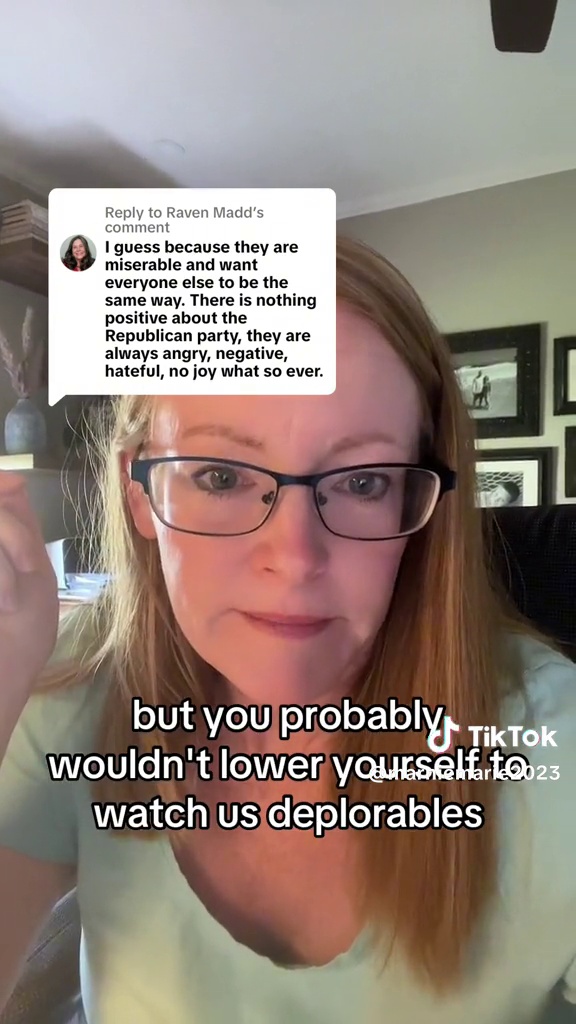 Reply to Raven Madd's
comment
I guess because they are
miserable and want
everyone else to be the
same way. There is nothing
positive about the
Republican party, they are
always angry, negative,
hateful, no joy what so ever.
but you probably
wouldn't lower yourself to
watch us deplorables
TikTok
@marniemarie2023